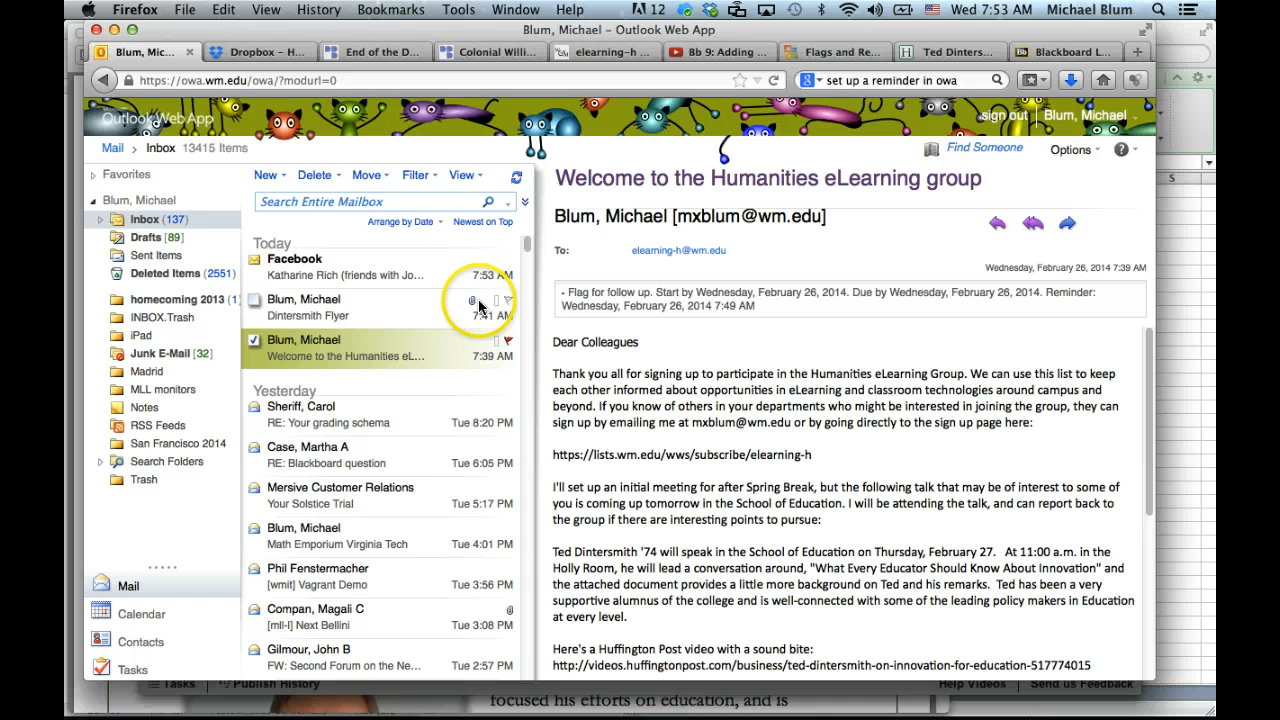 Firefox File Edit View History Bookmarks Tools Window Help 12 Wed 7:53 AM Michael Blum
Blum, Michael – Outlook Web App
Blum, Mic... Dropbox – H... End of the D... Colonial Willi... elearning–h ... Bb 9: Adding ... Flags and Re... Ted Dinters... Blackboard L...
https://owa.wm.edu/owa/?modurl=0 set up a reminder in owa
Outlook Web App sign out Blum, Michael
Mail › Inbox 13415 Items Find Someone Options
Favorites
Blum, Michael
Inbox (137)
Drafts [89]
Sent Items
Deleted Items (2551)
homecoming 2013 (1)
INBOX.Trash
iPad
Junk E-Mail [32]
Madrid
MLL monitors
Notes
RSS Feeds
San Francisco 2014
Search Folders
Trash
Mail
Calendar
Contacts
Tasks
New Delete Move Filter View
Search Entire Mailbox
Arrange by Date Newest on Top
Today
Facebook
Katharine Rich (friends with Jo... 7:53 AM
Blum, Michael
Dintersmith Flyer 7:41 AM
Blum, Michael
Welcome to the Humanities eL... 7:39 AM
Yesterday
Sheriff, Carol
RE: Your grading schema Tue 8:20 PM
Case, Martha A
RE: Blackboard question Tue 6:05 PM
Mersive Customer Relations
Your Solstice Trial Tue 5:17 PM
Blum, Michael
Math Emporium Virginia Tech Tue 4:01 PM
Phil Fenstermacher
[wmit] Vagrant Demo Tue 3:56 PM
Compan, Magali C
[mll-l] Next Bellini Tue 3:08 PM
Gilmour, John B
FW: Second Forum on the Ne... Tue 2:57 PM
Welcome to the Humanities eLearning group
Blum, Michael [mxblum@wm.edu]
To: elearning-h@wm.edu
Wednesday, February 26, 2014 7:39 AM
- Flag for follow up. Start by Wednesday, February 26, 2014. Due by Wednesday, February 26, 2014. Reminder:
Wednesday, February 26, 2014 7:49 AM
Dear Colleagues
Thank you all for signing up to participate in the Humanities eLearning Group. We can use this list to keep
each other informed about opportunities in eLearning and classroom technologies around campus and
beyond. If you know of others in your departments who might be interested in joining the group, they can
sign up by emailing me at mxblum@wm.edu or by going directly to the sign up page here:
https://lists.wm.edu/wws/subscribe/elearning-h
I'll set up an initial meeting for after Spring Break, but the following talk that may be of interest to some of
you is coming up tomorrow in the School of Education. I will be attending the talk, and can report back to
the group if there are interesting points to pursue:
Ted Dintersmith '74 will speak in the School of Education on Thursday, February 27. At 11:00 a.m. in the
Holly Room, he will lead a conversation around, "What Every Educator Should Know About Innovation" and
the attached document provides a little more background on Ted and his remarks. Ted has been a very
supportive alumnus of the college and is well-connected with some of the leading policy makers in Education
at every level.
Here's a Huffington Post video with a sound bite:
http://videos.huffingtonpost.com/business/ted-dintersmith-on-innovation-for-education-517774015
S
Tasks Publish History Help Videos Send us Feedback
focused his efforts on education, and is